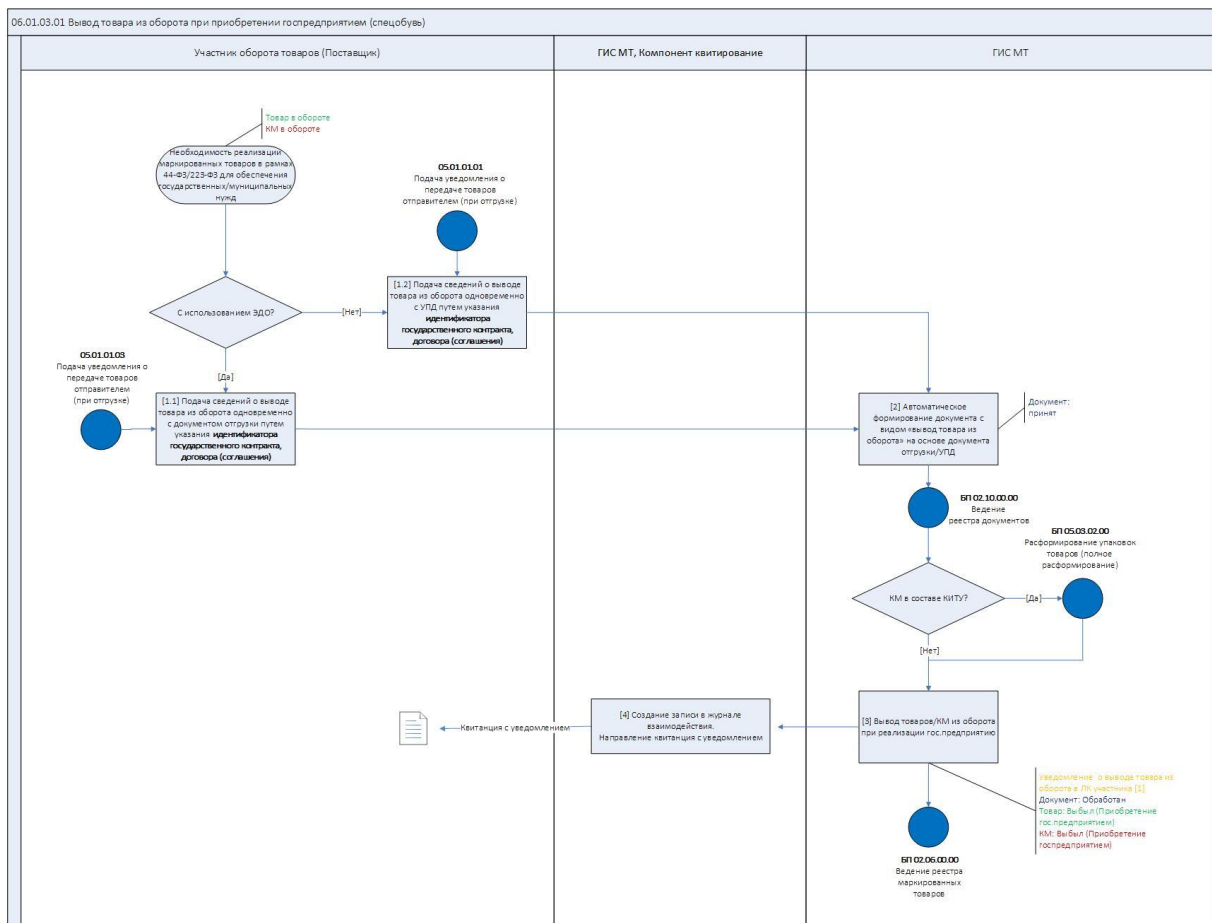 06.01.03.01 Вывод товара из оборота при приобретении госпредприятием (спецобувь)
Участник оборота товаров (Поставщик)
ГИС МТ, Компонент квитирование
ГИС МТ
Товар в обороте
КМ в обороте
Необходимость реализации
маркированных товаров в рамках
44-ФЗ/223-ФЗ для обеспечения
государственных/муниципальных
нужд
05.01.01.01
Подача уведомления о
передаче товаров
отправителем (при отгрузке)
С использованием ЭДО?
[Нет]
[1.2] Подача сведений о выводе
товара из оборота одновременно
с УПД путем указания
идентификатора
государственного контракта,
договора (соглашения)
[Да]
05.01.01.03
Подача уведомления о
передаче товаров
отправителем
(при отгрузке)
[1.1] Подача сведений о выводе
товара из оборота одновременно
с документом отгрузки путем
указания идентификатора
государственного контракта,
договора (соглашения)
[2] Автоматическое
формирование документа с
видом «вывод товара из
оборота» на основе документа
отгрузки/УПД
Документ:
принят
БП 02.10.00.00
Ведение
реестра документов
БП 05.03.02.00
Расформирование упаковок
товаров (полное
расформирование)
КМ в составе КИТУ?
[Да]
[Нет]
[3] Вывод товаров/КМ из оборота
при реализации гос.предприятию
[4] Создание записи в журнале
взаимодействия.
Направление квитанция с уведомлением
Квитанция с уведомлением
Уведомление о выводе товара из
оборота в ЛК участника [1]
Документ: Обработан
Товар: Выбыл (Приобретение
гос.предприятием)
КМ: Выбыл (Приобретение
госпредприятием)
БП 02.06.00.00
Ведение реестра
маркированных
товаров